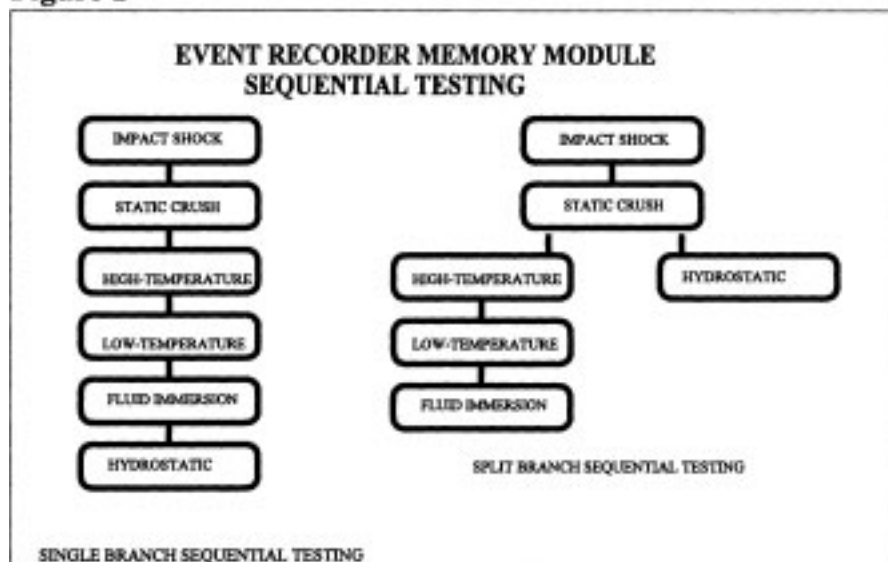 EVENT RECORDER MEMORY MODULE
SEQUENTIAL TESTING
IMPACT SHOCK
STATIC CRUSH
HIGH-TEMPERATURE
LOW-TEMPERATURE
FLUID IMMERSION
HYDROSTATIC
SINGLE BRANCH SEQUENTIAL TESTING
IMPACT SHOCK
STATIC CRUSH
HIGH-TEMPERATURE
HYDROSTATIC
LOW-TEMPERATURE
FLUID IMMERSION
SPLIT BRANCH SEQUENTIAL TESTING